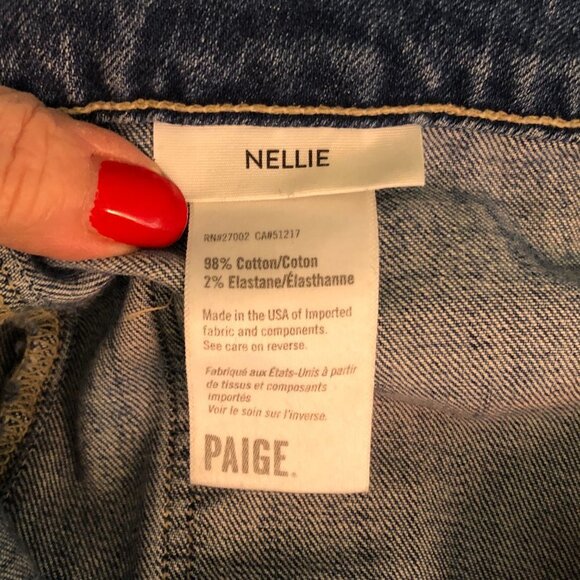 NELLIE
RN#27002 CA#51217
98% Cotton/Coton
2% Elastane/Élasthanne
Made in the USA of Imported
fabric and components.
See care on reverse.
Fabriqué aux États-Unis à partir
de tissus et composants
importés
Voir le soin sur l'inverse.
PAIGE.